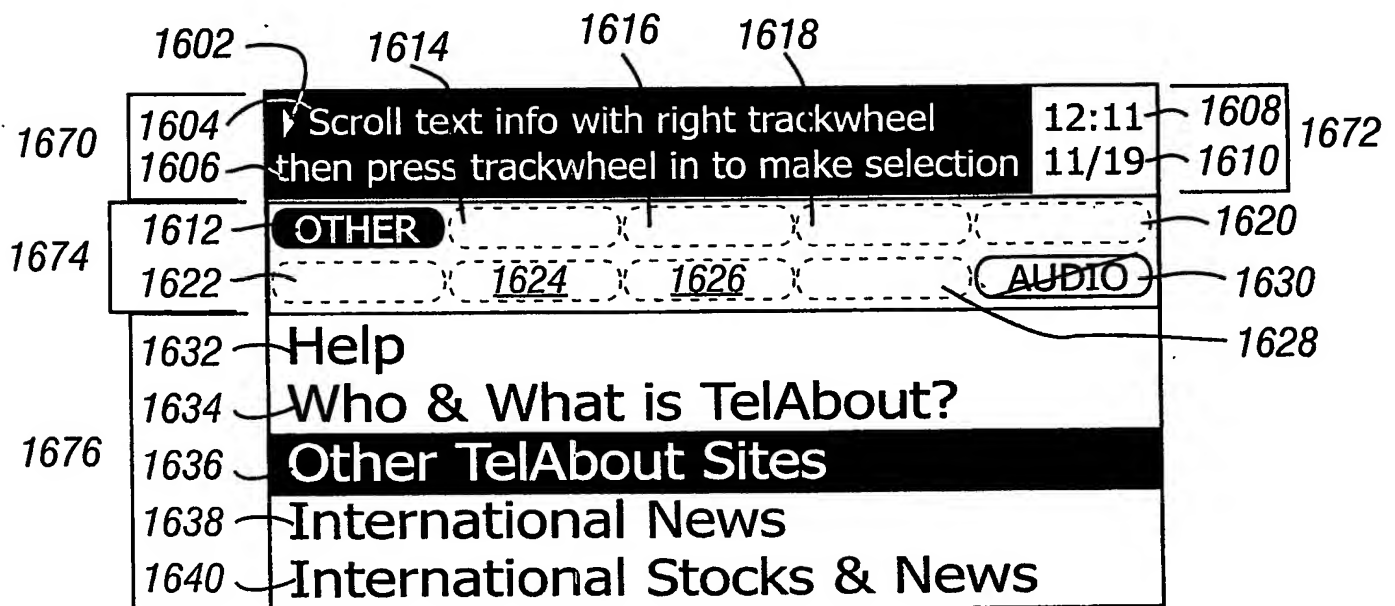 1602 1614 1616 1618
1670 1604 Scroll text info with right trackwheel 12:11 1608 1672
1606 then press trackwheel in to make selection 11/19 1610
1674 1612 OTHER 1620
1622 1624 1626 AUDIO 1630
1632 Help 1628
1634 Who & What is TelAbout?
1676 1636 Other TelAbout Sites
1638 International News
1640 International Stocks & News